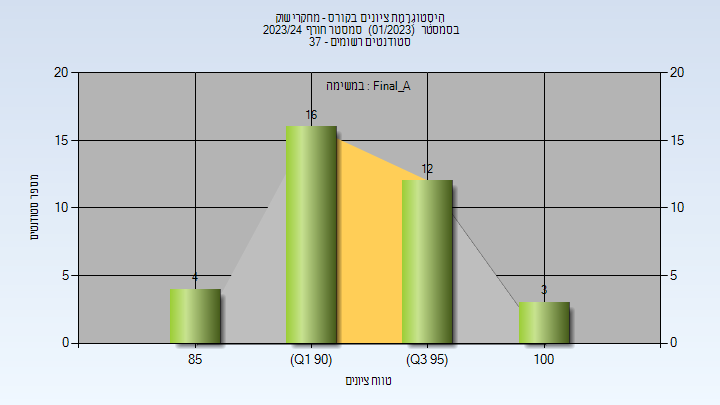 היסטוגרמת ציונים בקורס - מחקרי שוק
בסמסטר (01/2023) סמסטר חורף 2023/24
סטודנטים רשומים - 37
במשימה : Final_A
20
15
10
5
0
20
15
10
5
0
מספר סטודנטים
4
16
12
3
85
(Q1 90)
(Q3 95)
100
טווח ציונים